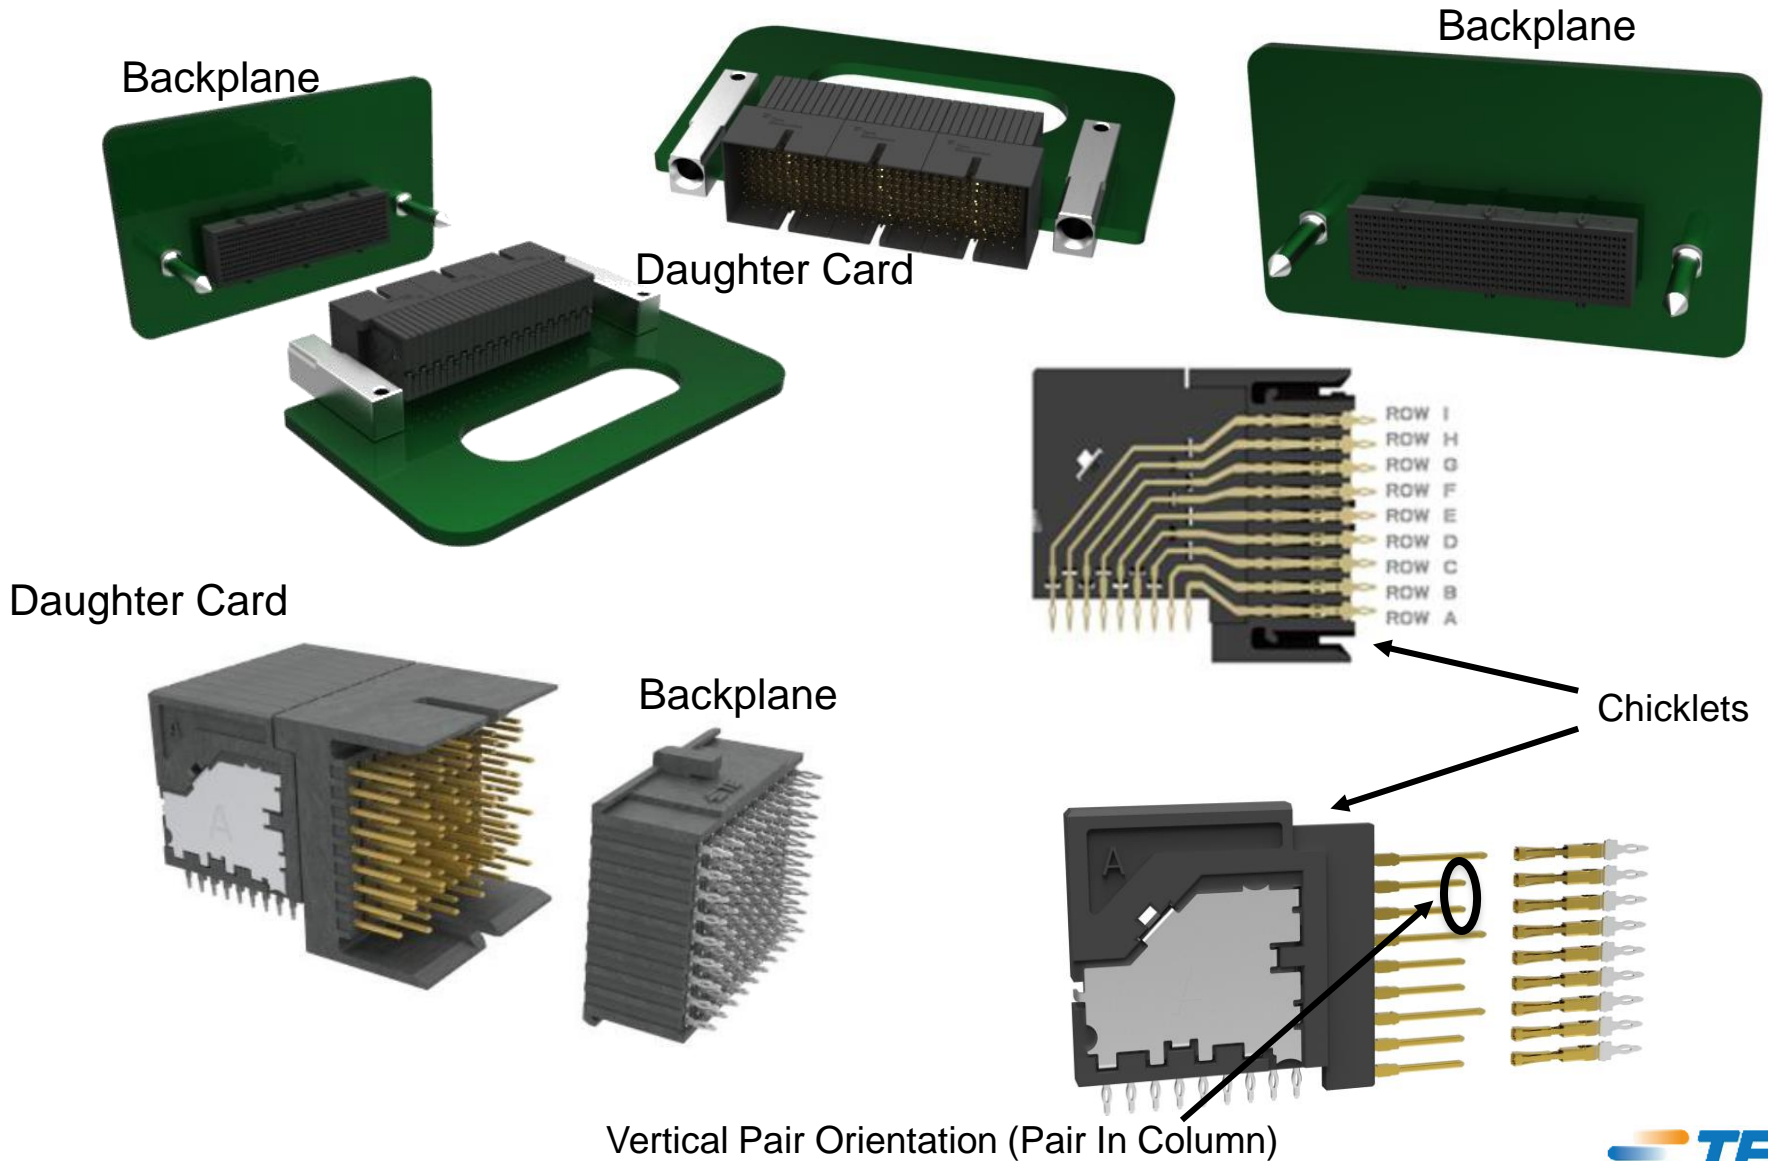 Backplane
Backplane
Daughter Card
ROW I
ROW H
ROW G
ROW F
ROW E
ROW D
ROW C
ROW B
ROW A
Daughter Card
Backplane
Chicklets
A
A
Vertical Pair Orientation (Pair In Column)
TE